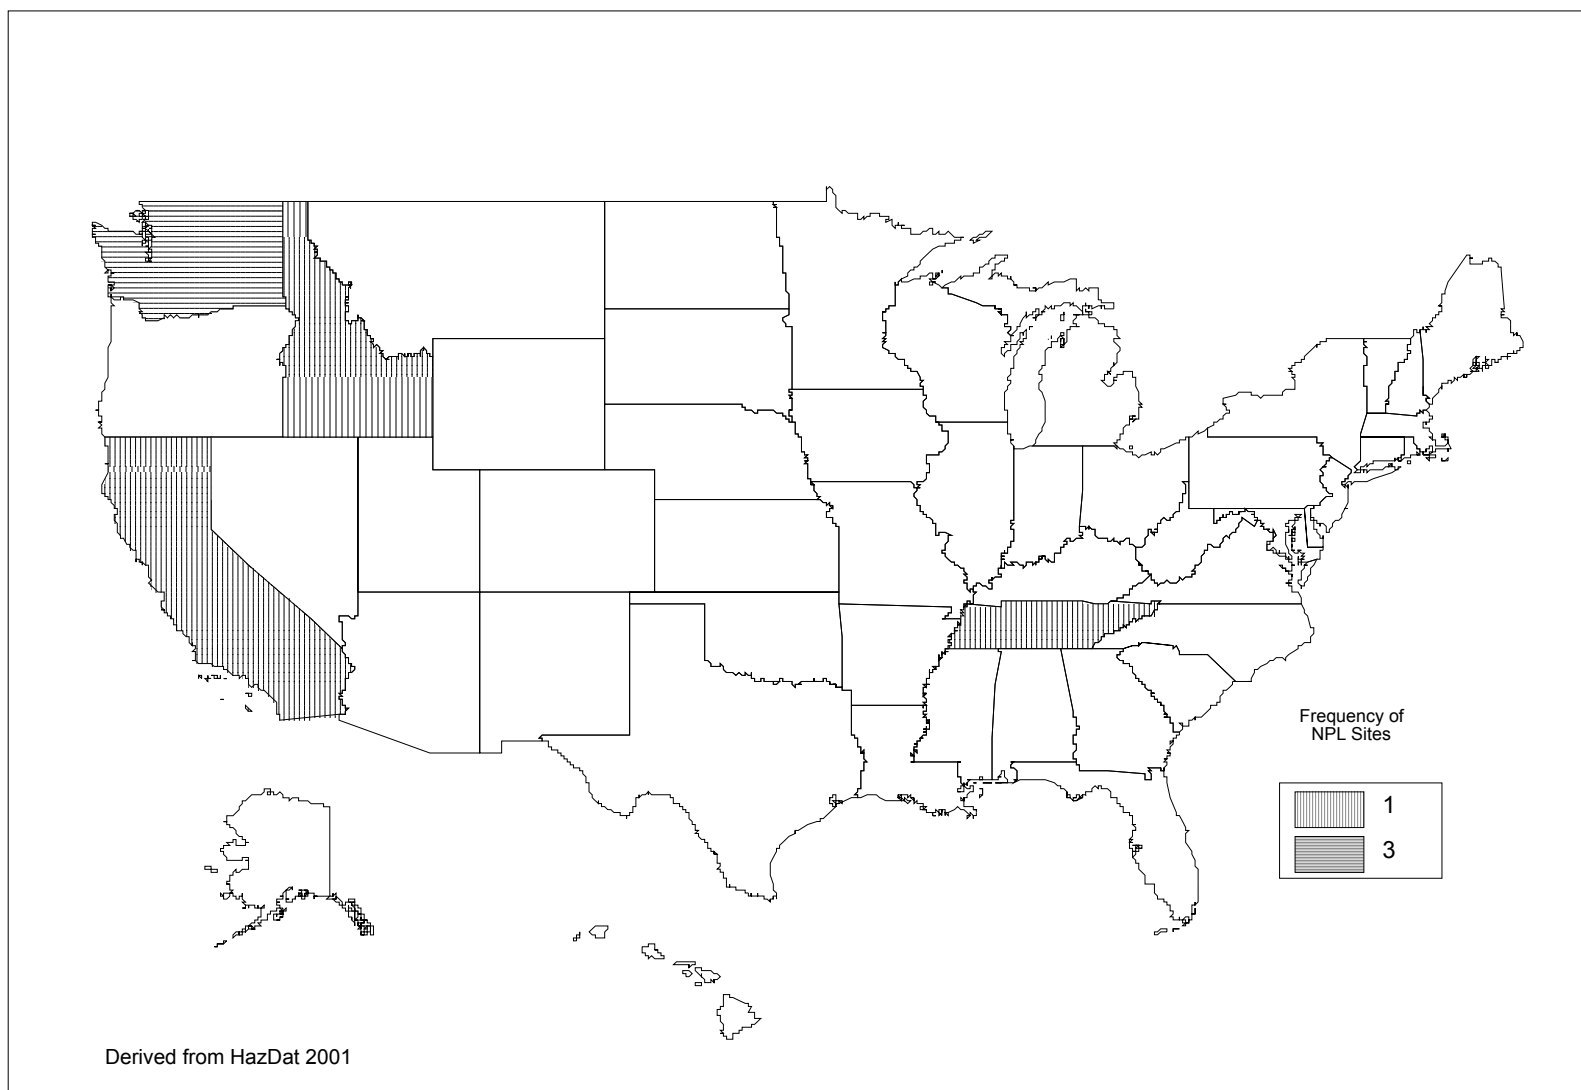 Frequency of
NPL Sites
1
3
Derived from HazDat 2001